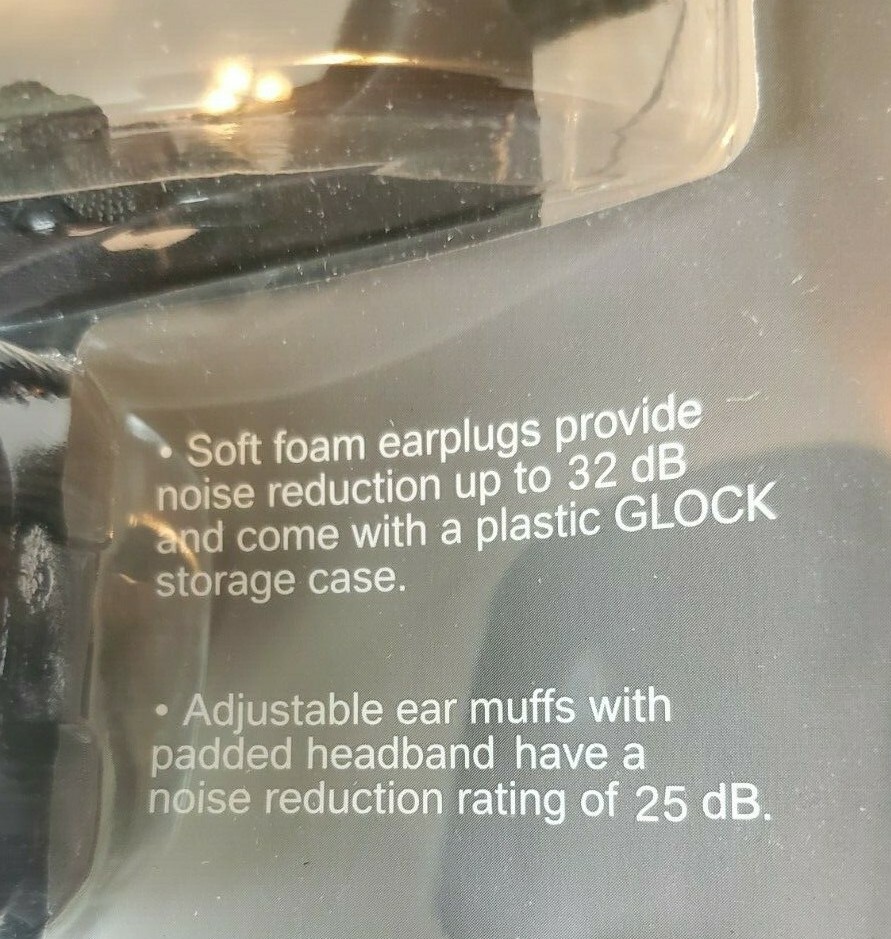 • Soft foam earplugs provide
noise reduction up to 32 dB
and come with a plastic GLOCK
storage case.
• Adjustable ear muffs with
padded headband have a
noise reduction rating of 25 dB.